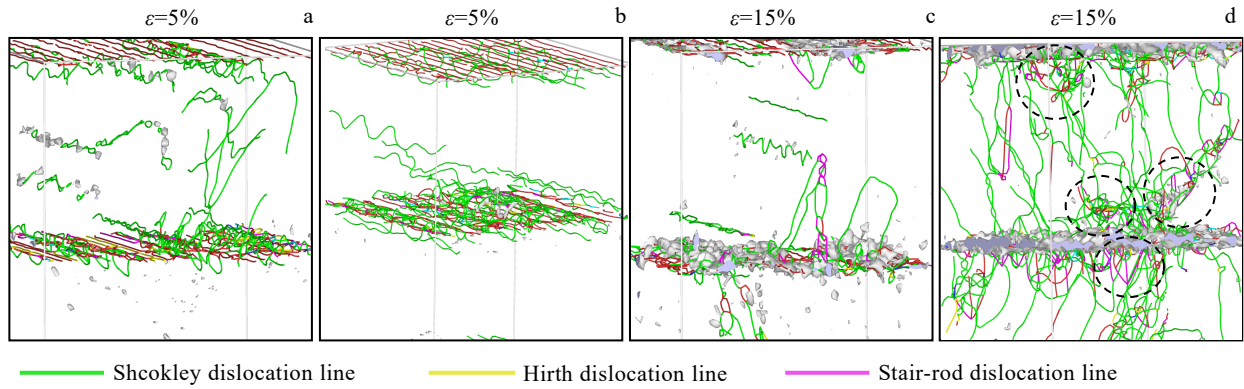 ε=5% a
ε=5% b
ε=15% c
ε=15% d
Shcokley dislocation line
Hirth dislocation line
Stair-rod dislocation line